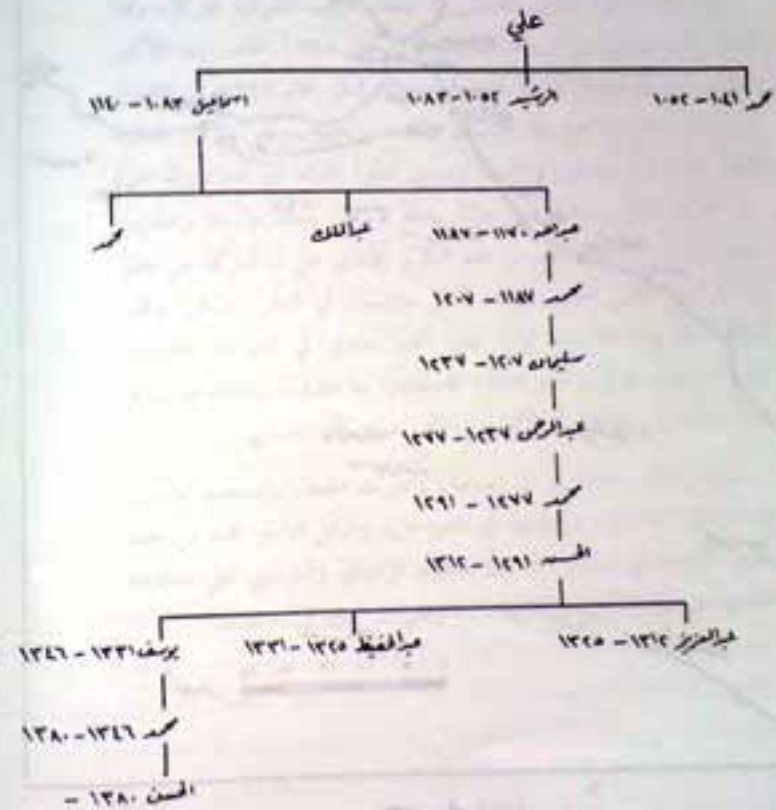 علي
محمد ١٠٤١ - ١٠٥٢
الرشيد ١٠٥٢ - ١٠٨٣
اسماعيل ١٠٨٣ - ١١٤٠
عبدالله ١١٧٠ - ١١٨٧
عبدالملك
محمد
محمد ١١٨٧ - ١٢٠٧
سليمان ١٢٠٧ - ١٢٣٧
عبدالرحمن ١٢٣٧ - ١٢٧٧
محمد ١٢٧٧ - ١٢٩١
الحسن ١٢٩١ - ١٣١٢
عبدالعزيز ١٣١٢ - ١٣٢٥
عبدالحفيظ ١٣٢٥ - ١٣٣١
يوسف ١٣٣١ - ١٣٤٦
محمد ١٣٤٦ - ١٣٨٠
الحسن ١٣٨٠ -